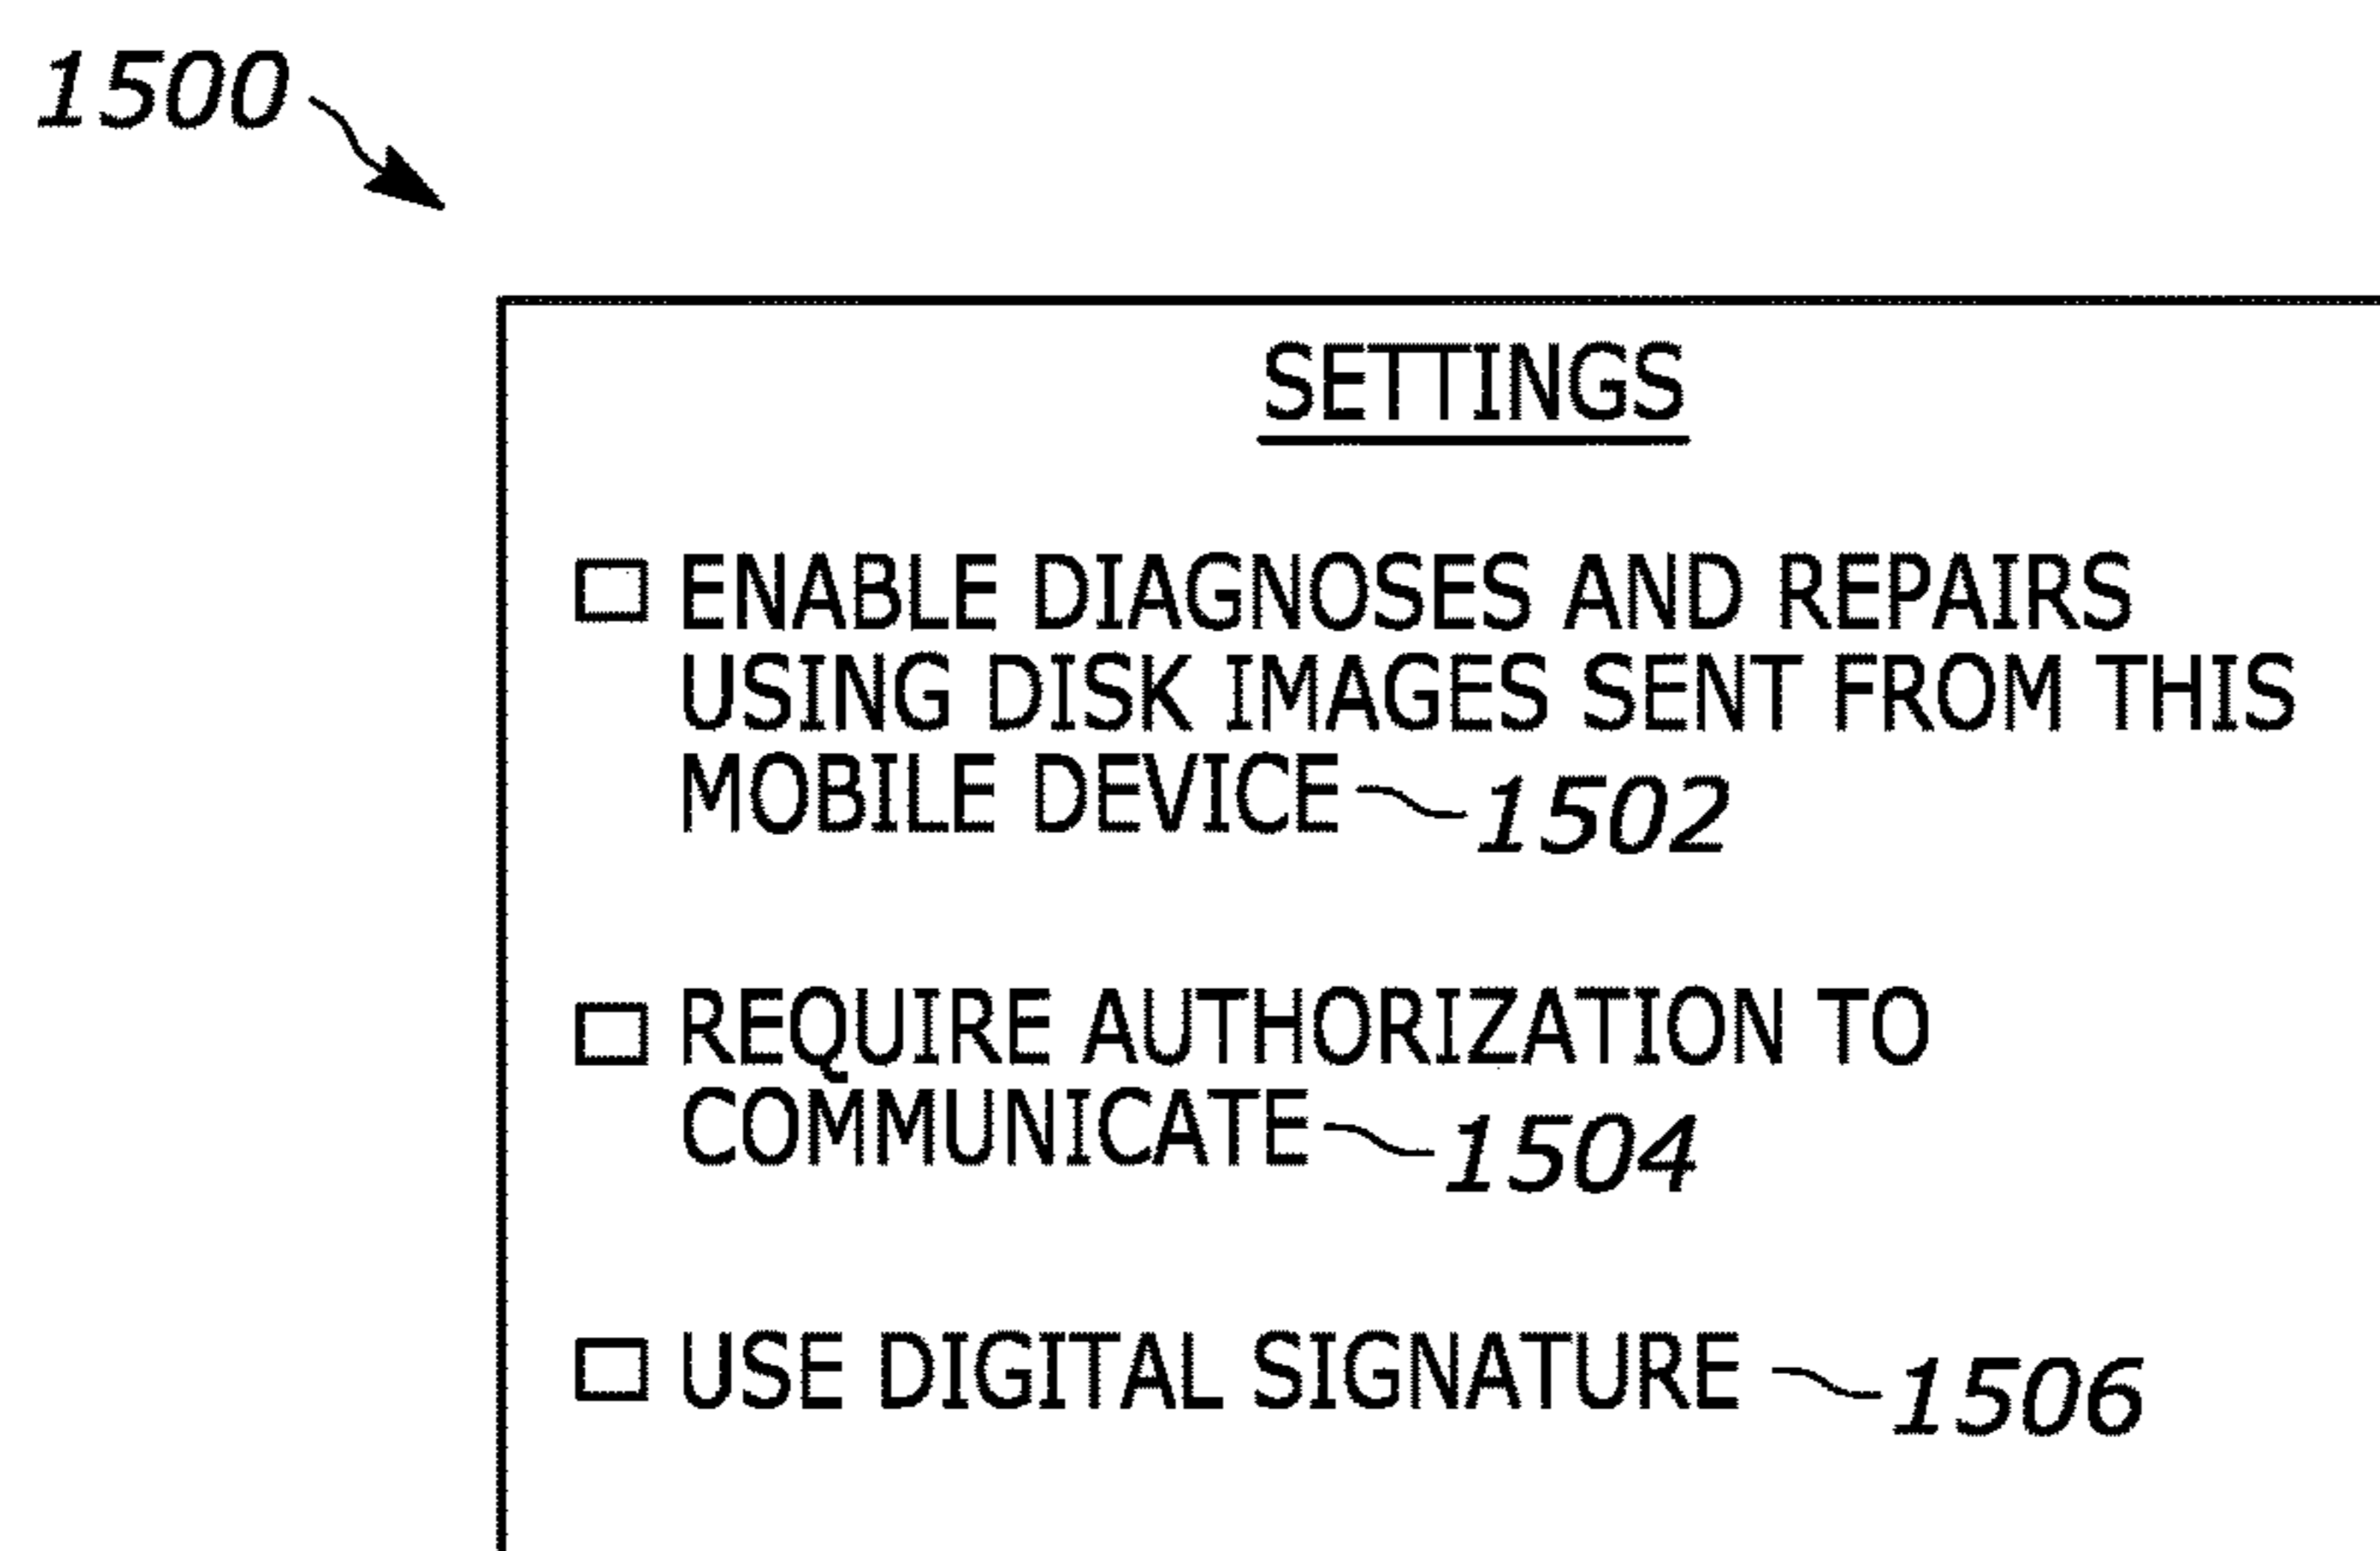 1500
SETTINGS
ENABLE DIAGNOSES AND REPAIRS
USING DISK IMAGES SENT FROM THIS
MOBILE DEVICE 1502
REQUIRE AUTHORIZATION TO
COMMUNICATE 1504
USE DIGITAL SIGNATURE 1506